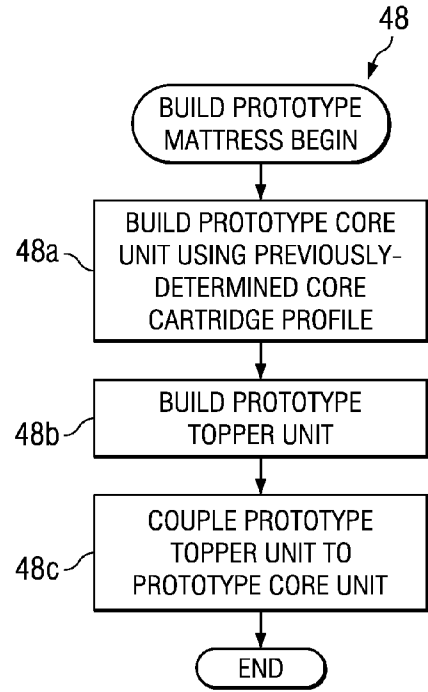 48
BUILD PROTOTYPE
MATTRESS BEGIN
48a
BUILD PROTOTYPE CORE
UNIT USING PREVIOUSLY-
DETERMINED CORE
CARTRIDGE PROFILE
48b
BUILD PROTOTYPE
TOPPER UNIT
48c
COUPLE PROTOTYPE
TOPPER UNIT TO
PROTOTYPE CORE UNIT
END